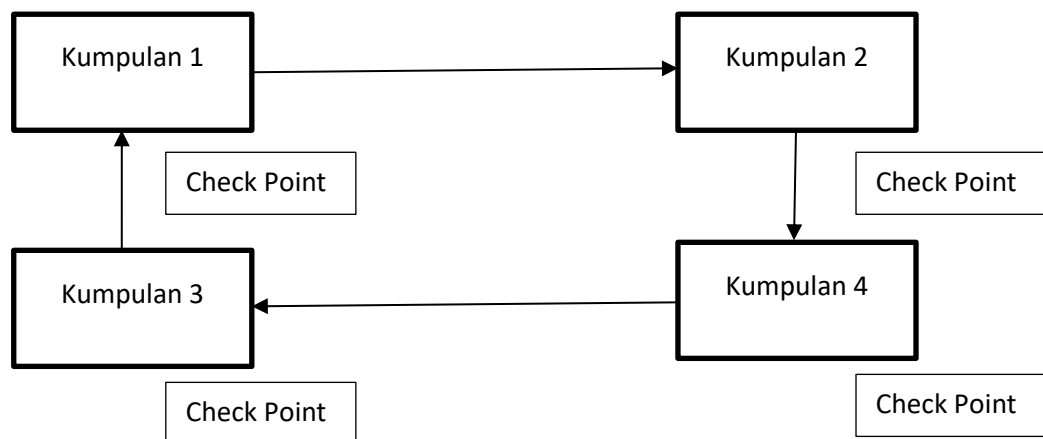 Kumpulan 1
Kumpulan 2
Check Point
Check Point
Kumpulan 3
Kumpulan 4
Check Point
Check Point